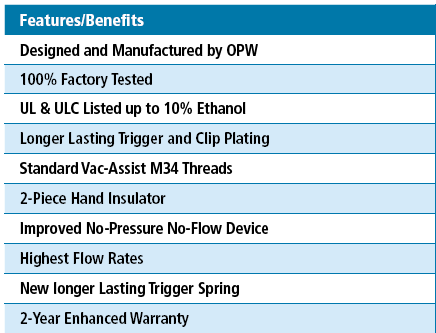 Features/Benefits
Designed and Manufactured by OPW
100% Factory Tested
UL & ULC Listed up to 10% Ethanol
Longer Lasting Trigger and Clip Plating
Standard Vac-Assist M34 Threads
2-Piece Hand Insulator
Improved No-Pressure No-Flow Device
Highest Flow Rates
New longer Lasting Trigger Spring
2-Year Enhanced Warranty